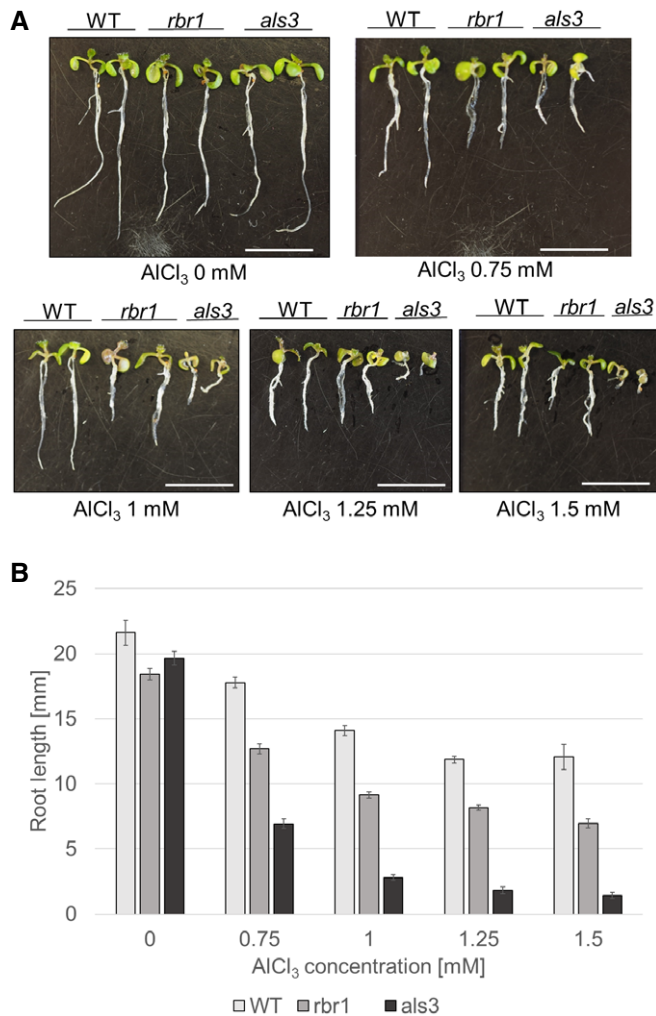 A
WT rbr1 als3 WT rbr1 als3
AlCl₃ 0 mM AlCl₃ 0.75 mM
WT rbr1 als3 WT rbr1 als3 WT rbr1 als3
AlCl₃ 1 mM AlCl₃ 1.25 mM AlCl₃ 1.5 mM
B
25
20
15
10
5
0
Root length [mm]
0 0.75 1 1.25 1.5
AlCl₃ concentration [mM]
WT rbr1 als3